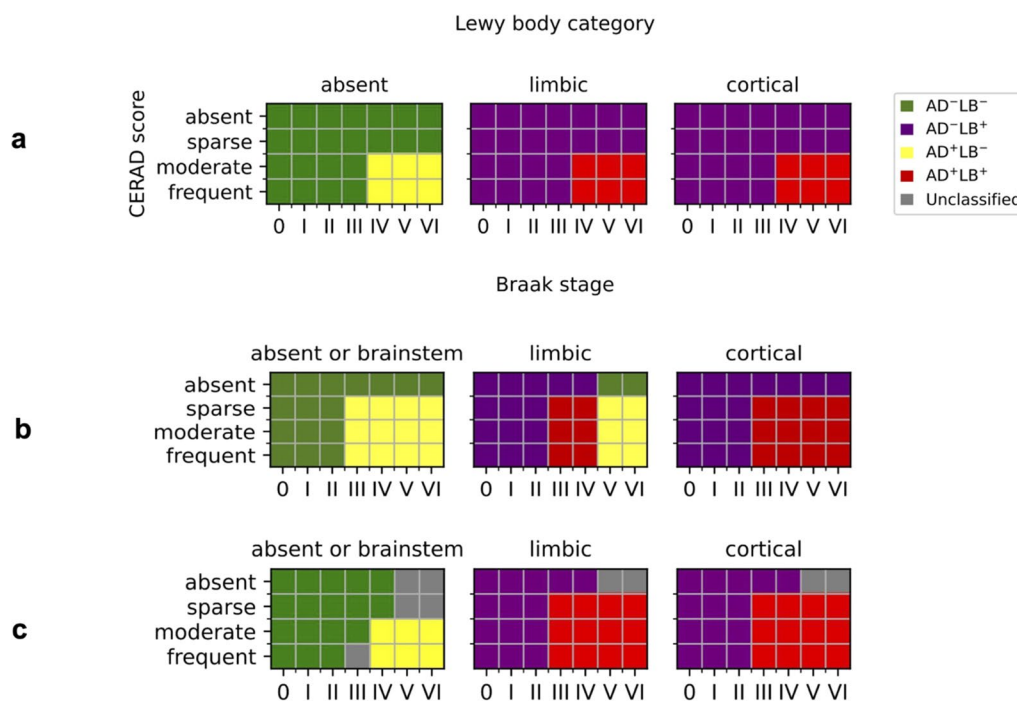 Lewy body category
absent limbic cortical
a
CERAD score
absent
sparse
moderate
frequent
0 I II III IV V VI 0 I II III IV V VI 0 I II III IV V VI
AD⁻LB⁻
AD⁻LB⁺
AD⁺LB⁻
AD⁺LB⁺
Unclassified
Braak stage
absent or brainstem limbic cortical
b
absent
sparse
moderate
frequent
0 I II III IV V VI 0 I II III IV V VI 0 I II III IV V VI
absent or brainstem limbic cortical
c
absent
sparse
moderate
frequent
0 I II III IV V VI 0 I II III IV V VI 0 I II III IV V VI